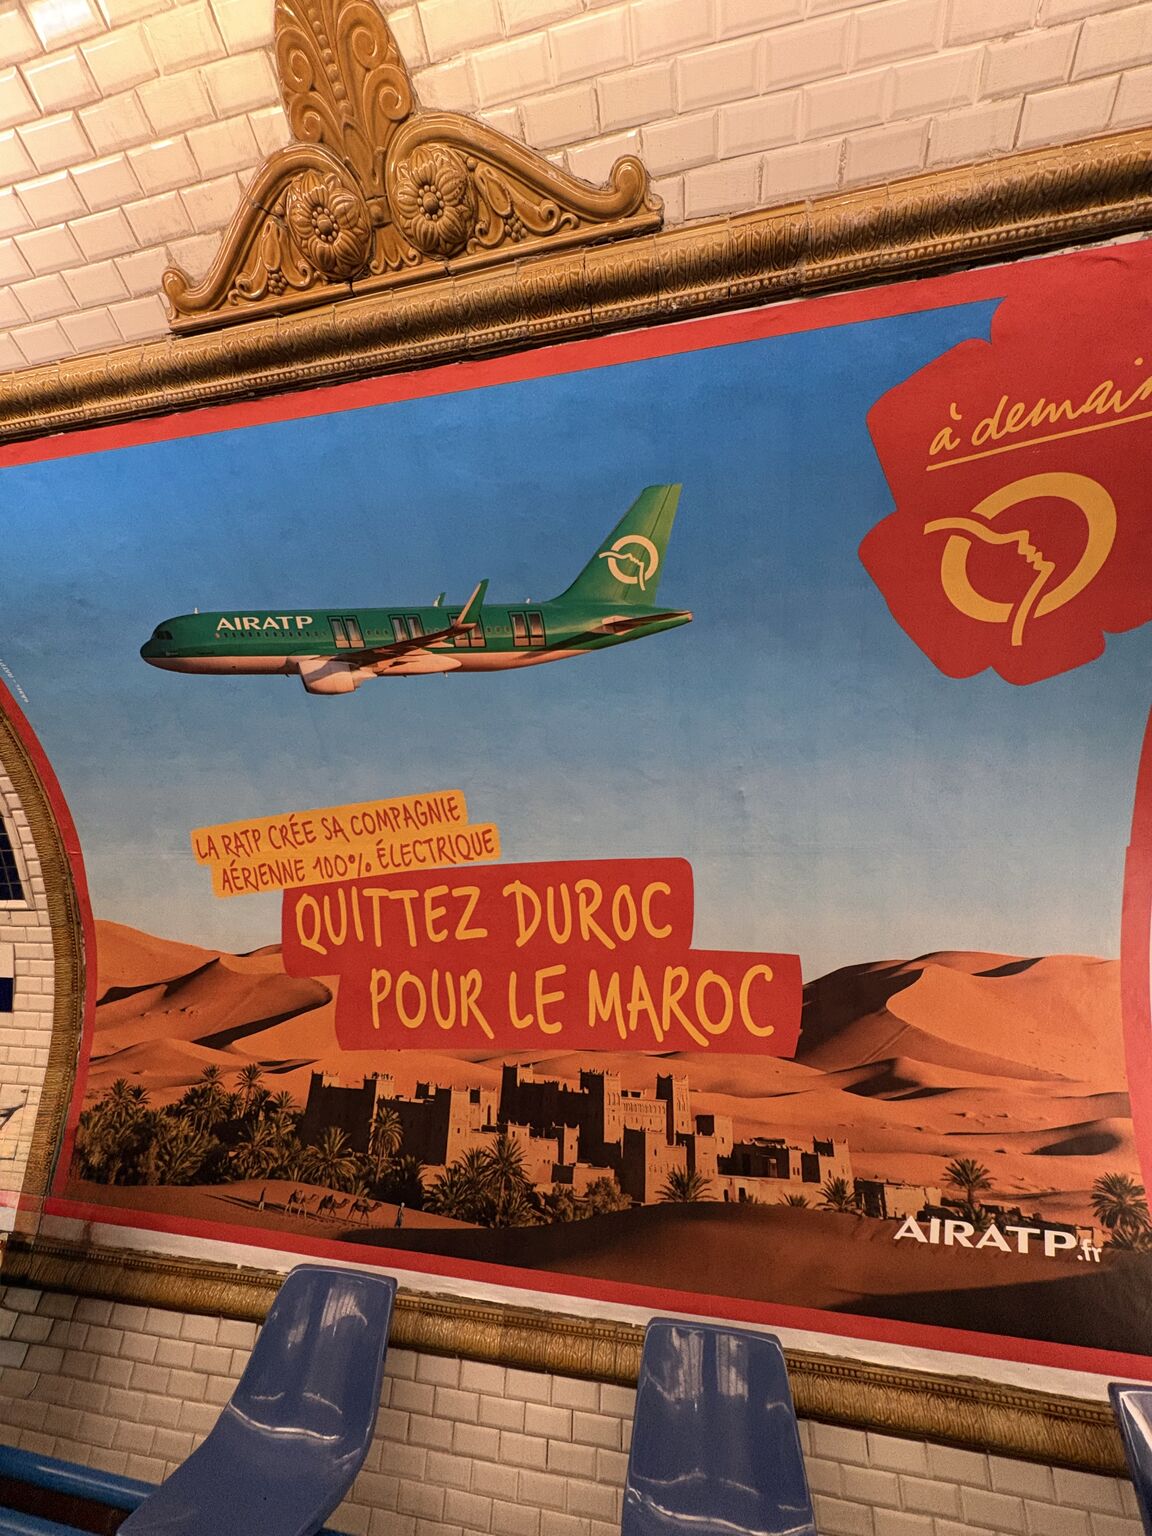 à demain
AIRATP
LA RATP CRÉE SA COMPAGNIE
AÉRIENNE 100% ÉLECTRIQUE
QUITTEZ DUROC
POUR LE MAROC
AIRATP.fr